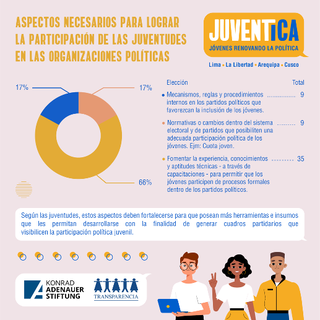 ASPECTOS NECESARIOS PARA LOGRAR
LA PARTICIPACIÓN DE LAS JUVENTUDES
EN LAS ORGANIZACIONES POLÍTICAS
JUVENTICA
JÓVENES RENOVANDO LA POLÍTICA
Lima - La Libertad - Arequipa - Cusco
17%
17%
66%
Elección Total
Mecanismos, reglas y procedimientos .......... 9
internos en los partidos políticos que
favorezcan la inclusión de los jóvenes.
Normativas o cambios dentro del sistema .......... 9
electoral y de partidos que posibiliten una
adecuada participación política de los
jóvenes. Ejm: Cuota joven.
Fomentar la experiencia, conocimientos .......... 35
y aptitudes técnicas - a través de
capacitaciones - para permitir que los
jóvenes participen de procesos formales
dentro de los partidos políticos.
Según las juventudes, estos aspectos deben fortalecerse para que posean más herramientas e insumos
que les permitan desarrollarse con la finalidad de generar cuadros partidarios que
visibilicen la participación política juvenil.
KONRAD
ADENAUER
STIFTUNG
TRANSPARENCIA